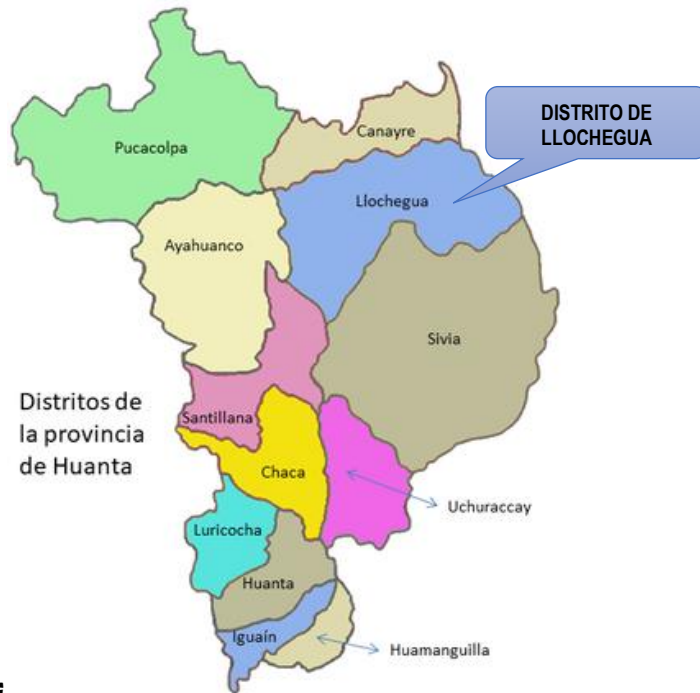 DISTRITO DE
LLOCHEGUA
Canayre
Pucacolpa
Llochegua
Ayahuanco
Sivia
Distritos de
la provincia
de Huanta
Santillana
Chaca
Uchuraccay
Luricocha
Huanta
Iguaín
Huamanguilla